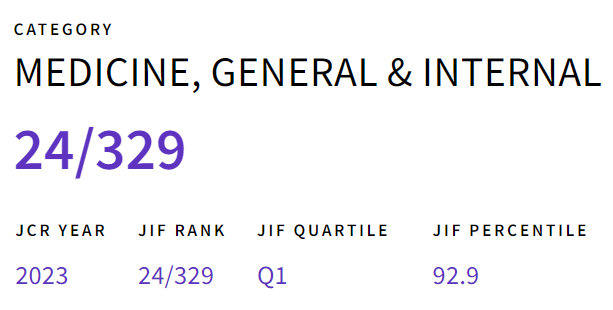 CATEGORY
MEDICINE, GENERAL & INTERNAL
24/329
JCR YEAR JIF RANK JIF QUARTILE JIF PERCENTILE
2023 24/329 Q1 92.9